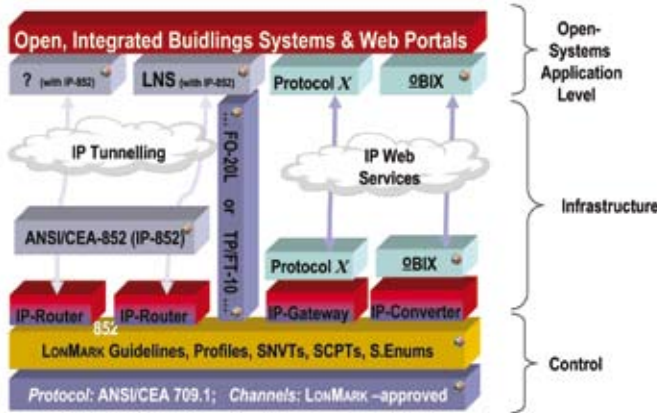 Open, Integrated Buidlings Systems & Web Portals
Open-
Systems
Application
Level
? (with IP-852)
LNS (with IP-852)
Protocol X
oBIX
IP Tunnelling
... FO-20L or TP/FT-10 ...
IP Web
Services
Infrastructure
ANSI/CEA-852 (IP-852)
Protocol X
oBIX
IP-Router
IP-Router
IP-Gateway
IP-Converter
852
LONMARK Guidelines, Profiles, SNVTs, SCPTs, S.Enums
Control
Protocol: ANSI/CEA 709.1; Channels: LONMARK –approved